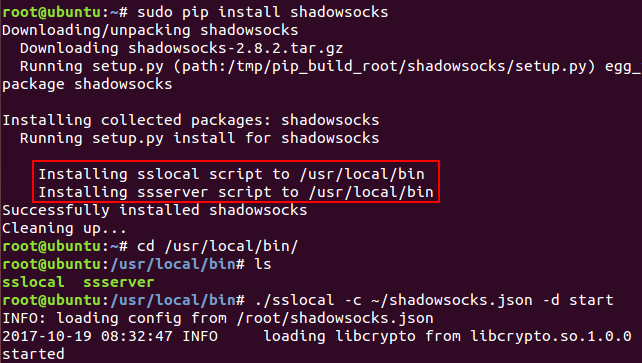 root@ubuntu:~# sudo pip install shadowsocks
Downloading/unpacking shadowsocks
  Downloading shadowsocks-2.8.2.tar.gz
  Running setup.py (path:/tmp/pip_build_root/shadowsocks/setup.py) egg_
package shadowsocks

Installing collected packages: shadowsocks
  Running setup.py install for shadowsocks

    Installing sslocal script to /usr/local/bin
    Installing ssserver script to /usr/local/bin
Successfully installed shadowsocks
Cleaning up...
root@ubuntu:~# cd /usr/local/bin/
root@ubuntu:/usr/local/bin# ls
sslocal  ssserver
root@ubuntu:/usr/local/bin# ./sslocal -c ~/shadowsocks.json -d start
INFO: loading config from /root/shadowsocks.json
2017-10-19 08:32:47 INFO     loading libcrypto from libcrypto.so.1.0.0
started